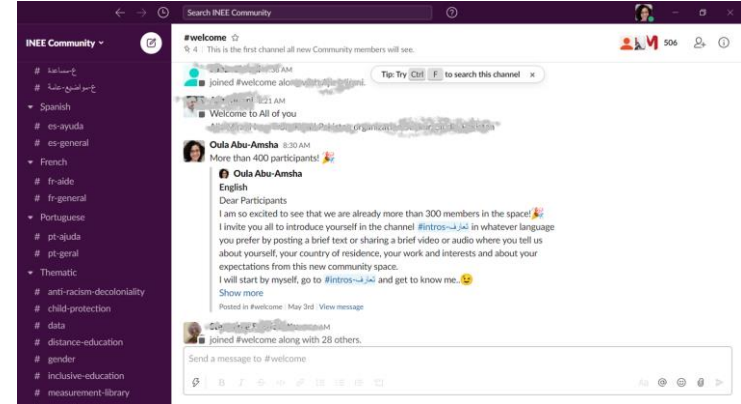 Search INEE Community
INEE Community
# ع-مساعدة
# ع-مواضيع-عامة
Spanish
# es-ayuda
# es-general
French
# fr-aide
# fr-general
Portuguese
# pt-ajuda
# pt-geral
Thematic
# anti-racism-decoloniality
# child-protection
# data
# distance-education
# gender
# inclusive-education
# measurement-library
#welcome
4 | This is the first channel all new Community members will see.
506
Tip: Try Ctrl F to search this channel ×
AM
joined #welcome along
8:21 AM
Welcome to All of you
Oula Abu-Amsha 8:30 AM
More than 400 participants! 🎉
Oula Abu-Amsha
English
Dear Participants
I am so excited to see that we are already more than 300 members in the space!🎉
I invite you all to introduce yourself in the channel #intros-تعارف in whatever language
you prefer by posting a brief text or sharing a brief video or audio where you tell us
about yourself, your country of residence, your work and interests and about your
expectations from this new community space.
I will start by myself, go to #intros-تعارف and get to know me..😉
Show more
Posted in #welcome | May 3rd | View message
AM
joined #welcome along with 28 others.
Send a message to #welcome